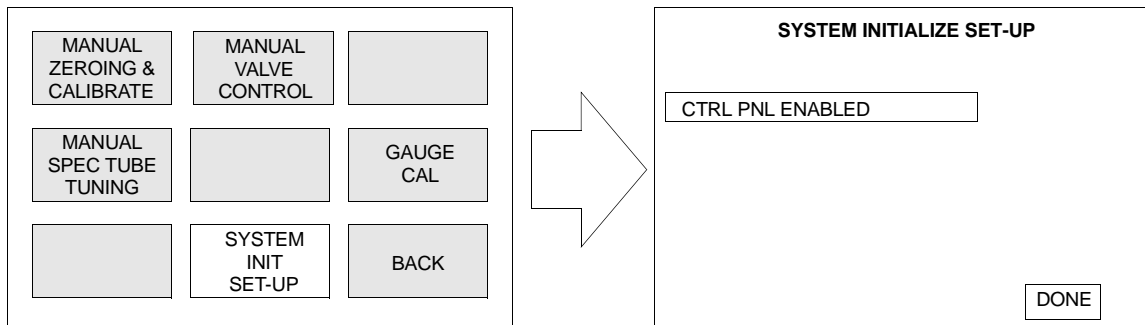 MANUAL
ZEROING &
CALIBRATE
MANUAL
VALVE
CONTROL
MANUAL
SPEC TUBE
TUNING
GAUGE
CAL
SYSTEM
INIT
SET-UP
BACK
SYSTEM INITIALIZE SET-UP
CTRL PNL ENABLED
DONE